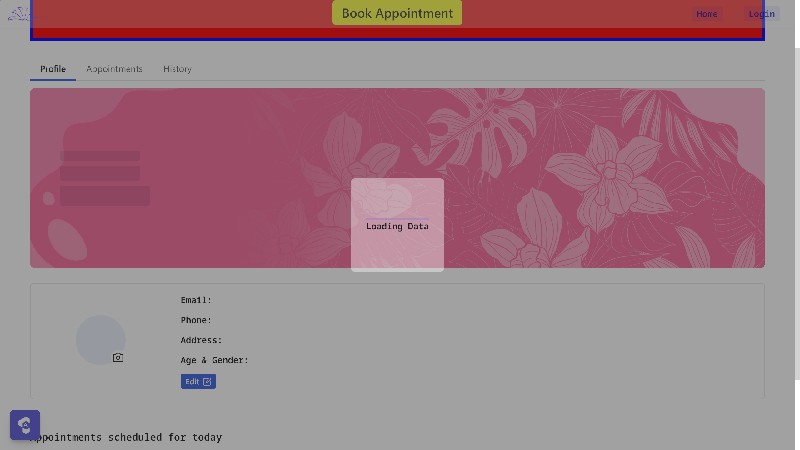 Book Appointment
Home
Login
Profile
Appointments
History
Loading Data
Email:
Phone:
Address:
Age & Gender:
Edit
Appointments scheduled for today